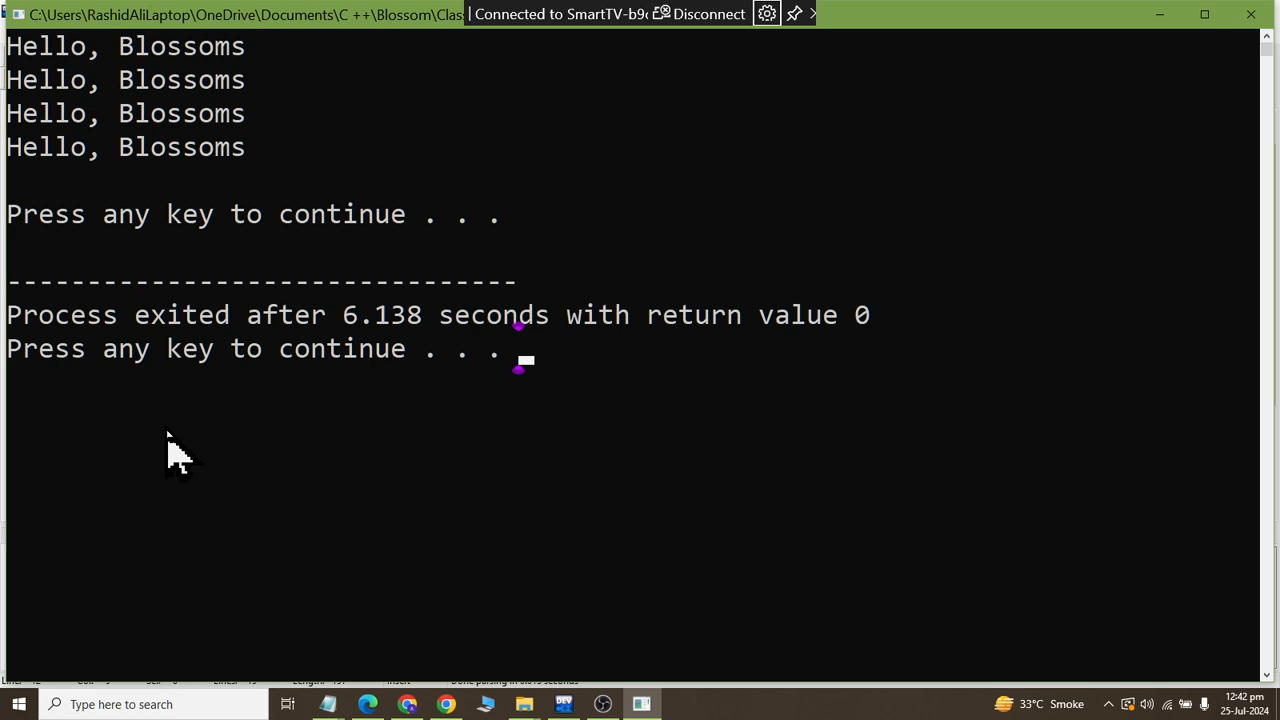 C:\Users\RashidAliLaptop\OneDrive\Documents\C ++\Blossom\Clas
Connected to SmartTV-b9 Disconnect
Hello, Blossoms
Hello, Blossoms
Hello, Blossoms
Hello, Blossoms
Press any key to continue . . .
--------------------------------
Process exited after 6.138 seconds with return value 0
Press any key to continue . . .
Type here to search
DEV
33°C Smoke
12:42 pm
25-Jul-2024